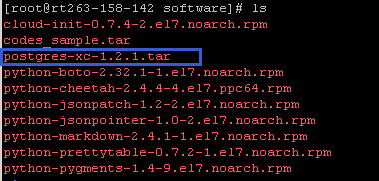 [root@rt263-158-142 software]# ls
cloud-init-0.7.4-2.el7.noarch.rpm
codes_sample.tar
postgres-xc-1.2.1.tar
python-boto-2.32.1-1.el7.noarch.rpm
python-cheetah-2.4.4-4.el7.ppc64.rpm
python-jsonpatch-1.2-2.el7.noarch.rpm
python-jsonpointer-1.0-2.el7.noarch.rpm
python-markdown-2.4.1-1.el7.noarch.rpm
python-prettytable-0.7.2-1.el7.noarch.rpm
python-pygments-1.4-9.el7.noarch.rpm